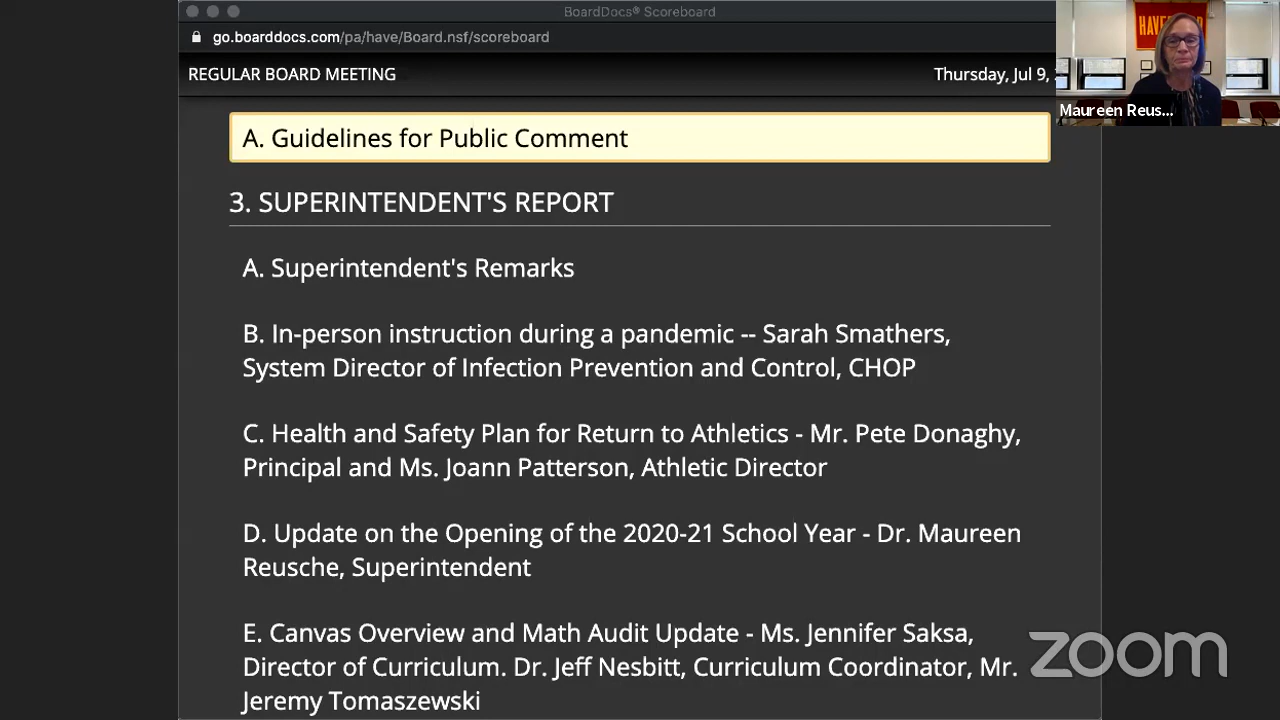 BoardDocs® Scoreboard
go.boarddocs.com/pa/have/Board.nsf/scoreboard
REGULAR BOARD MEETING
Thursday, Jul 9,
HAVE
Maureen Reus...
A. Guidelines for Public Comment
3. SUPERINTENDENT'S REPORT
A. Superintendent's Remarks
B. In-person instruction during a pandemic -- Sarah Smathers,
System Director of Infection Prevention and Control, CHOP
C. Health and Safety Plan for Return to Athletics - Mr. Pete Donaghy,
Principal and Ms. Joann Patterson, Athletic Director
D. Update on the Opening of the 2020-21 School Year - Dr. Maureen
Reusche, Superintendent
E. Canvas Overview and Math Audit Update - Ms. Jennifer Saksa,
Director of Curriculum. Dr. Jeff Nesbitt, Curriculum Coordinator, Mr.
Jeremy Tomaszewski
zoom